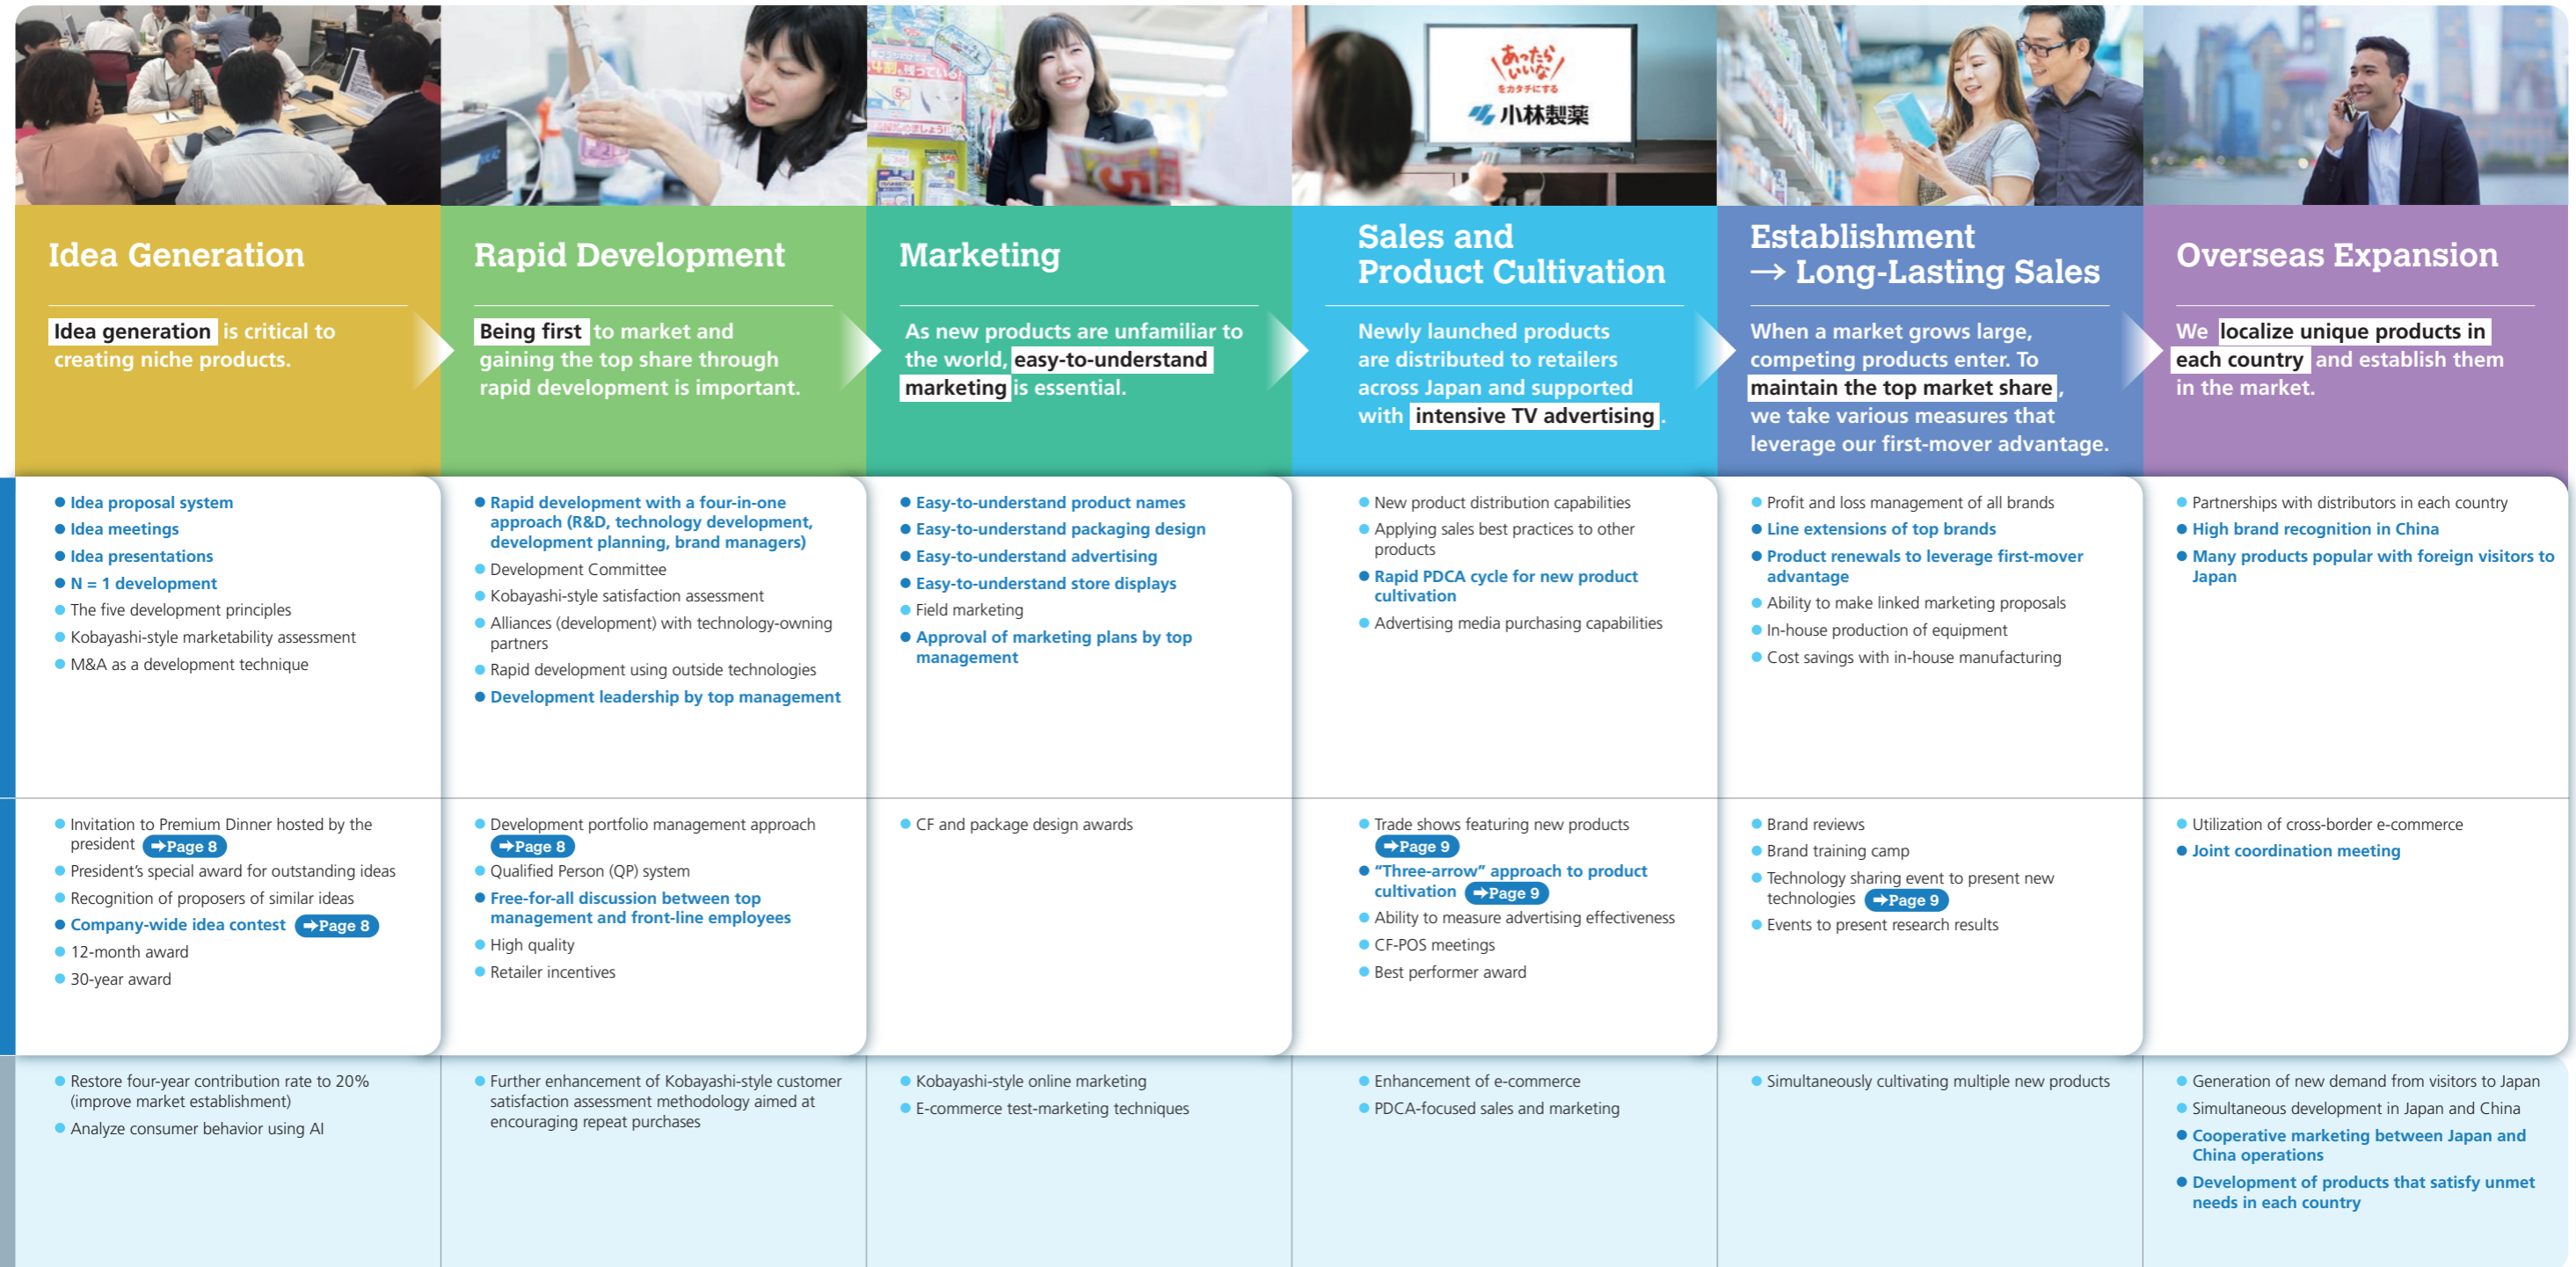 4割も残っている!
あったら
いいな
をカタチにする
小林製薬
Idea Generation
Idea generation is critical to
creating niche products.
Rapid Development
Being first to market and
gaining the top share through
rapid development is important.
Marketing
As new products are unfamiliar to
the world, easy-to-understand
marketing is essential.
Sales and
Product Cultivation
Newly launched products
are distributed to retailers
across Japan and supported
with intensive TV advertising.
Establishment
→ Long-Lasting Sales
When a market grows large,
competing products enter. To
maintain the top market share,
we take various measures that
leverage our first-mover advantage.
Overseas Expansion
We localize unique products in
each country and establish them
in the market.
● Idea proposal system
● Idea meetings
● Idea presentations
● N = 1 development
● The five development principles
● Kobayashi-style marketability assessment
● M&A as a development technique
● Rapid development with a four-in-one
approach (R&D, technology development,
development planning, brand managers)
● Development Committee
● Kobayashi-style satisfaction assessment
● Alliances (development) with technology-owning
partners
● Rapid development using outside technologies
● Development leadership by top management
● Easy-to-understand product names
● Easy-to-understand packaging design
● Easy-to-understand advertising
● Easy-to-understand store displays
● Field marketing
● Approval of marketing plans by top
management
● New product distribution capabilities
● Applying sales best practices to other
products
● Rapid PDCA cycle for new product
cultivation
● Advertising media purchasing capabilities
● Profit and loss management of all brands
● Line extensions of top brands
● Product renewals to leverage first-mover
advantage
● Ability to make linked marketing proposals
● In-house production of equipment
● Cost savings with in-house manufacturing
● Partnerships with distributors in each country
● High brand recognition in China
● Many products popular with foreign visitors to
Japan
● Invitation to Premium Dinner hosted by the
president ➡Page 8
● President's special award for outstanding ideas
● Recognition of proposers of similar ideas
● Company-wide idea contest ➡Page 8
● 12-month award
● 30-year award
● Development portfolio management approach
➡Page 8
● Qualified Person (QP) system
● Free-for-all discussion between top
management and front-line employees
● High quality
● Retailer incentives
● CF and package design awards
● Trade shows featuring new products
➡Page 9
● “Three-arrow” approach to product
cultivation ➡Page 9
● Ability to measure advertising effectiveness
● CF-POS meetings
● Best performer award
● Brand reviews
● Brand training camp
● Technology sharing event to present new
technologies ➡Page 9
● Events to present research results
● Utilization of cross-border e-commerce
● Joint coordination meeting
● Restore four-year contribution rate to 20%
(improve market establishment)
● Analyze consumer behavior using AI
● Further enhancement of Kobayashi-style customer
satisfaction assessment methodology aimed at
encouraging repeat purchases
● Kobayashi-style online marketing
● E-commerce test-marketing techniques
● Enhancement of e-commerce
● PDCA-focused sales and marketing
● Simultaneously cultivating multiple new products
● Generation of new demand from visitors to Japan
● Simultaneous development in Japan and China
● Cooperative marketing between Japan and
China operations
● Development of products that satisfy unmet
needs in each country